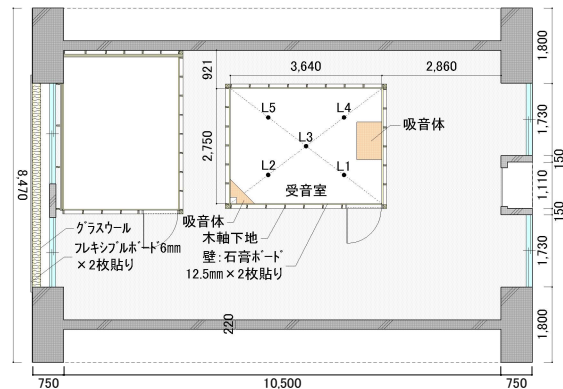 3,640
2,860
921
2,750
L5
L4
L3
L2
L1
吸音体
受音室
吸音体
木軸下地
壁:石膏ボード
12.5mm×2枚貼り
グラスウール
フレキシブルボード6mm
×2枚貼り
8,470
220
1,800
1,730
150
1,110
150
1,730
1,800
750
10,500
750